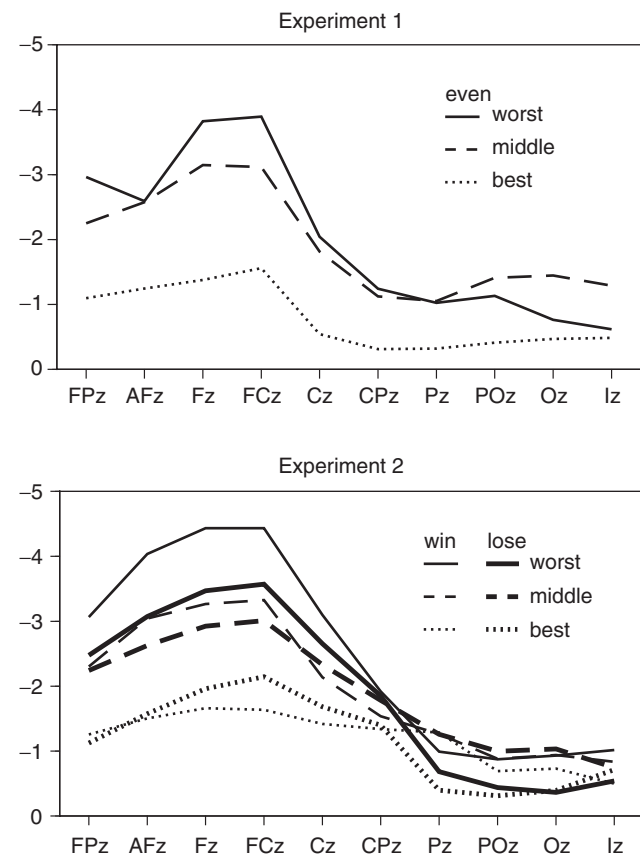 Experiment 1
–5
–4
–3
–2
–1
0
even
worst
middle
best
FPz AFz Fz FCz Cz CPz Pz POz Oz Iz
Experiment 2
–5
–4
–3
–2
–1
0
win lose
worst
middle
best
FPz AFz Fz FCz Cz CPz Pz POz Oz Iz